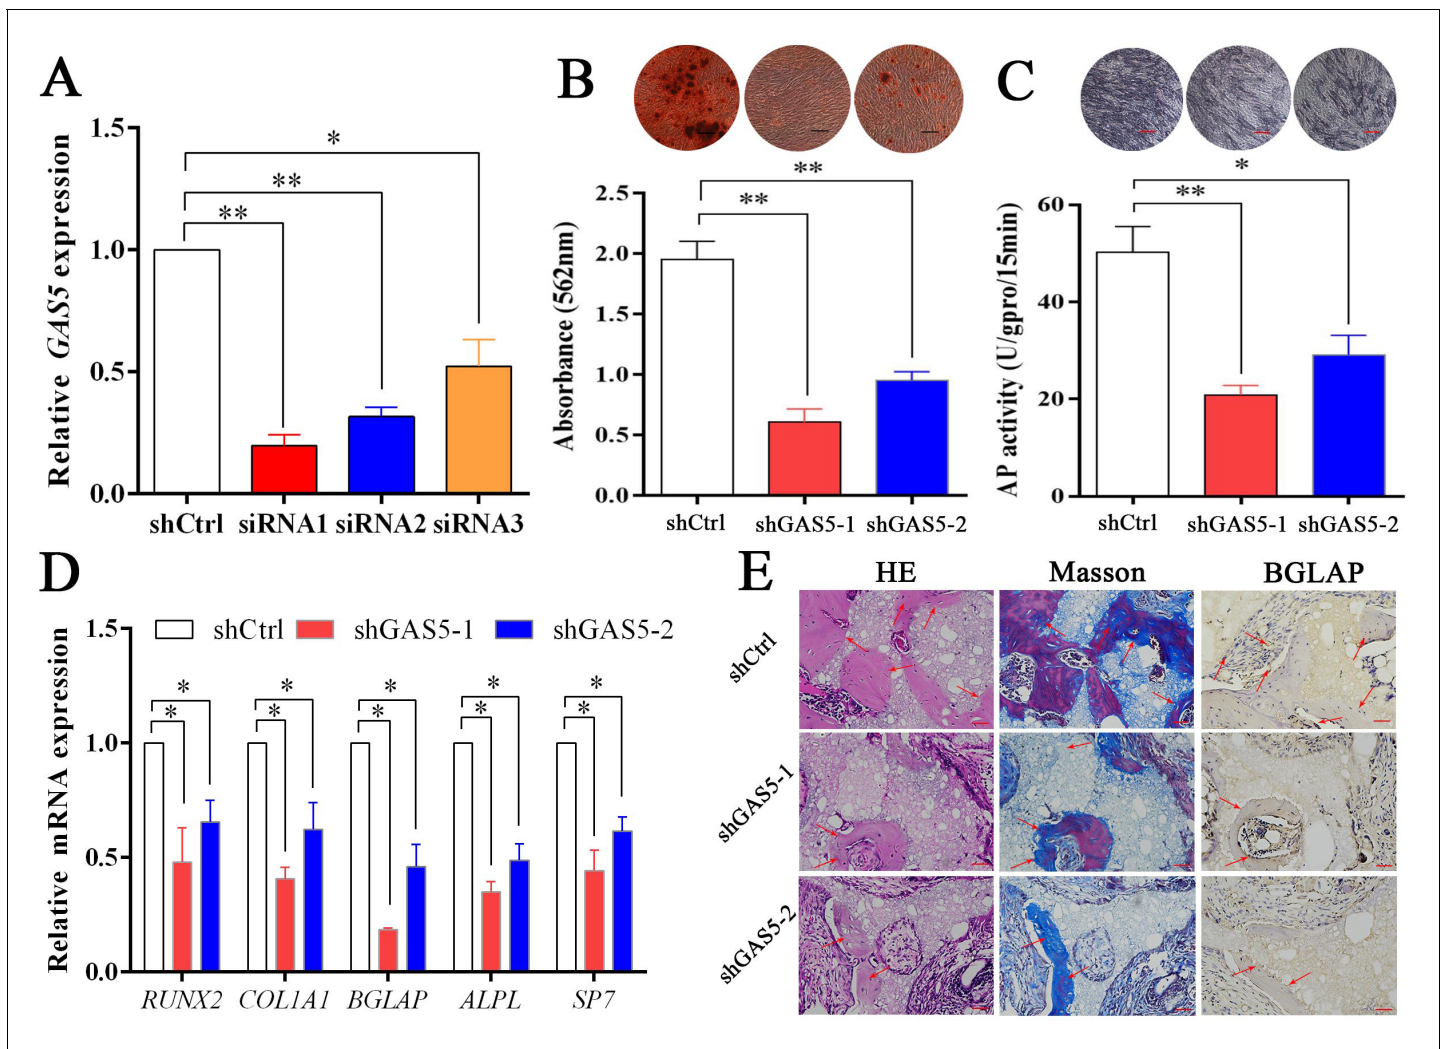 A
Relative GAS5 expression
1.5
1.0
0.5
0.0
*
**
**
shCtrl siRNA1 siRNA2 siRNA3
B
Absorbance (562nm)
2.5
2.0
1.5
1.0
0.5
0.0
**
**
shCtrl shGAS5-1 shGAS5-2
C
AP activity (U/gpro/15min)
60
40
20
0
*
**
shCtrl shGAS5-1 shGAS5-2
D
Relative mRNA expression
1.5
1.0
0.5
0.0
shCtrl shGAS5-1 shGAS5-2
* * * * *
* * * * *
RUNX2 COL1A1 BGLAP ALPL SP7
E
HE Masson BGLAP
shCtrl
shGAS5-1
shGAS5-2